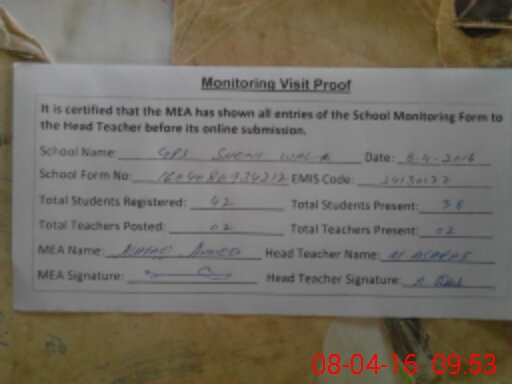 Monitoring Visit Proof
It is certified that the MEA has shown all entries of the School Monitoring Form to
the Head Teacher before its online submission.
School Name: GPS Date: 8-4-2016
School Form No: EMIS Code:
Total Students Registered: 42 Total Students Present: 38
Total Teachers Posted: 02 Total Teachers Present: 02
MEA Name: Ahmed Head Teacher Name: M. Ashraf
MEA Signature: Head Teacher Signature:
08-04-16 09:53